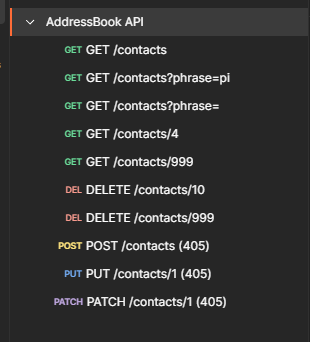 AddressBook API
GET GET /contacts
GET GET /contacts?phrase=pi
GET GET /contacts?phrase=
GET GET /contacts/4
GET GET /contacts/999
DEL DELETE /contacts/10
DEL DELETE /contacts/999
POST POST /contacts (405)
PUT PUT /contacts/1 (405)
PATCH PATCH /contacts/1 (405)